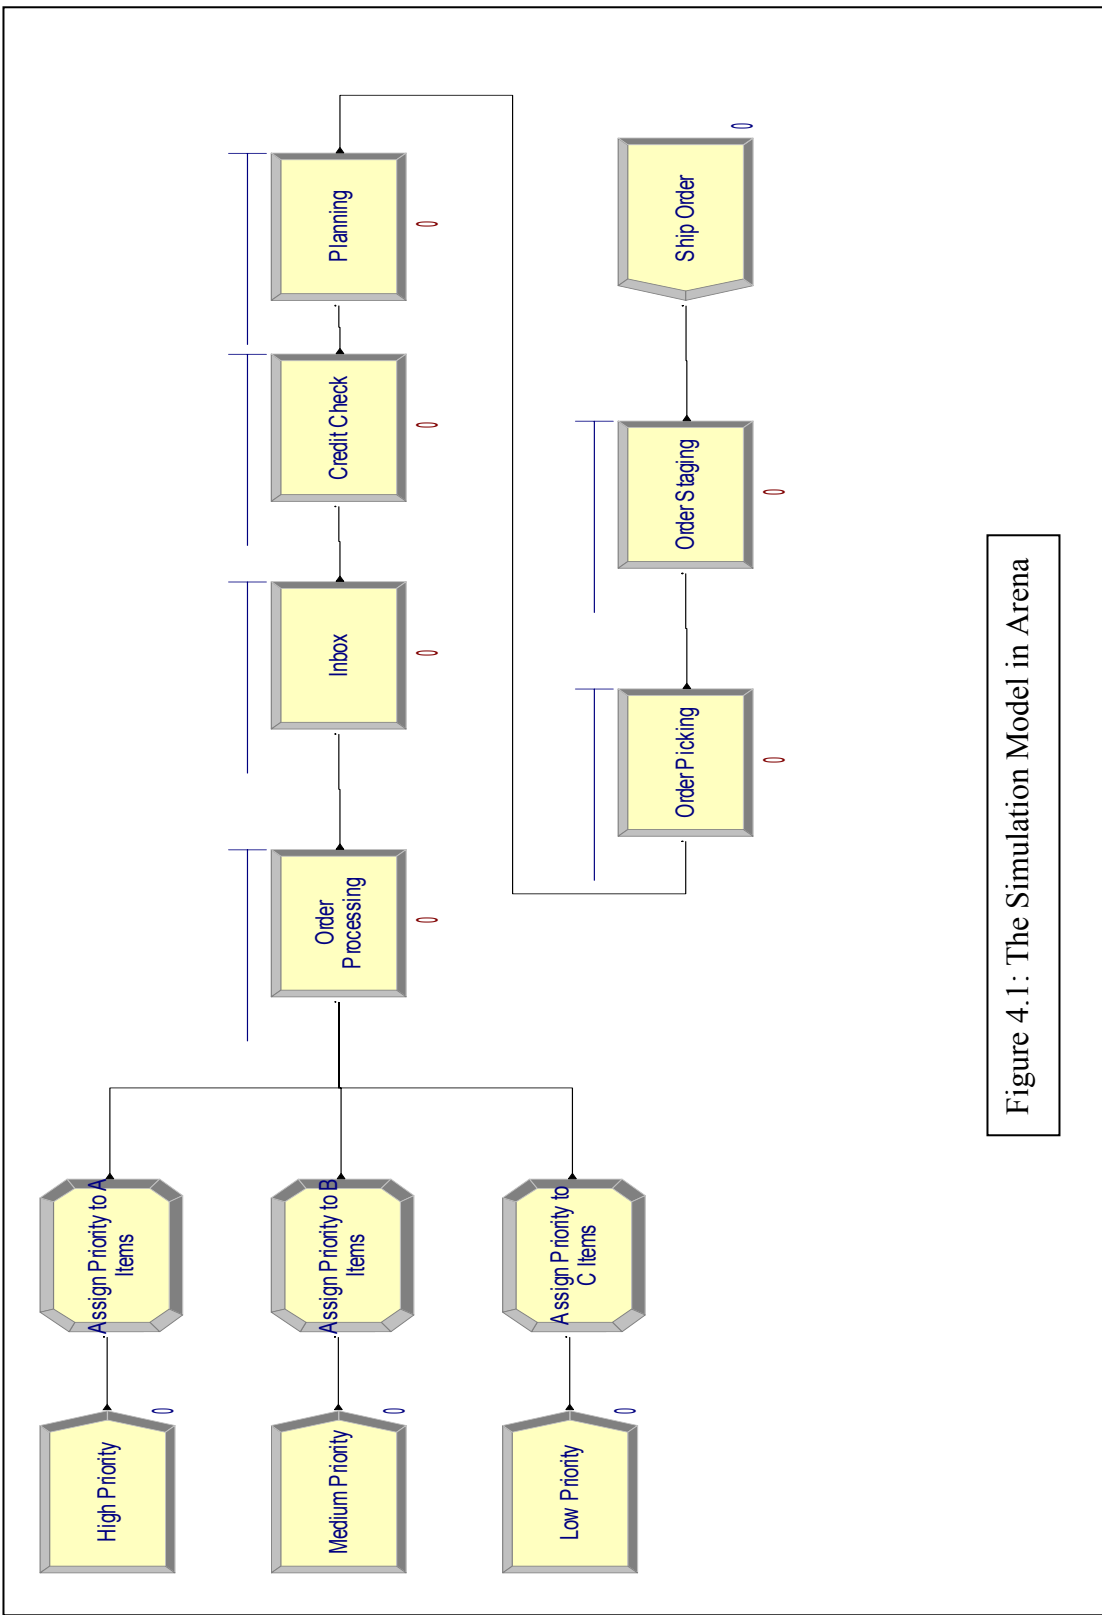 High Priority
0
Assign Priority to A
Items
Medium Priority
0
Assign Priority to B
Items
Low Priority
0
Assign Priority to
C Items
Order
Processing
0
Inbox
0
Credit Check
0
Planning
0
Order Picking
0
Order Staging
0
Ship Order
0
Figure 4.1: The Simulation Model in Arena